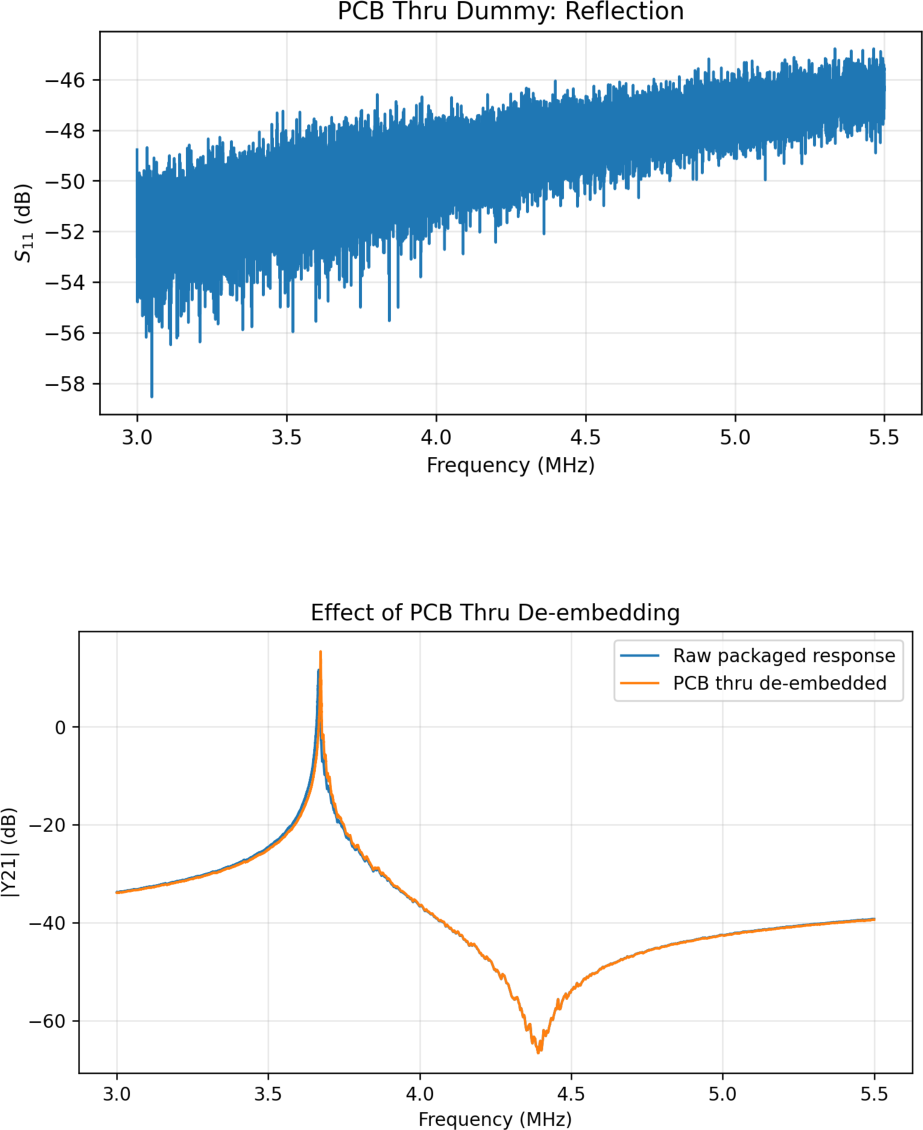 PCB Thru Dummy: Reflection
−46
−48
−50
−52
−54
−56
−58
S11 (dB)
3.0 3.5 4.0 4.5 5.0 5.5
Frequency (MHz)
Effect of PCB Thru De-embedding
Raw packaged response
PCB thru de-embedded
0
−20
−40
−60
|Y21| (dB)
3.0 3.5 4.0 4.5 5.0 5.5
Frequency (MHz)